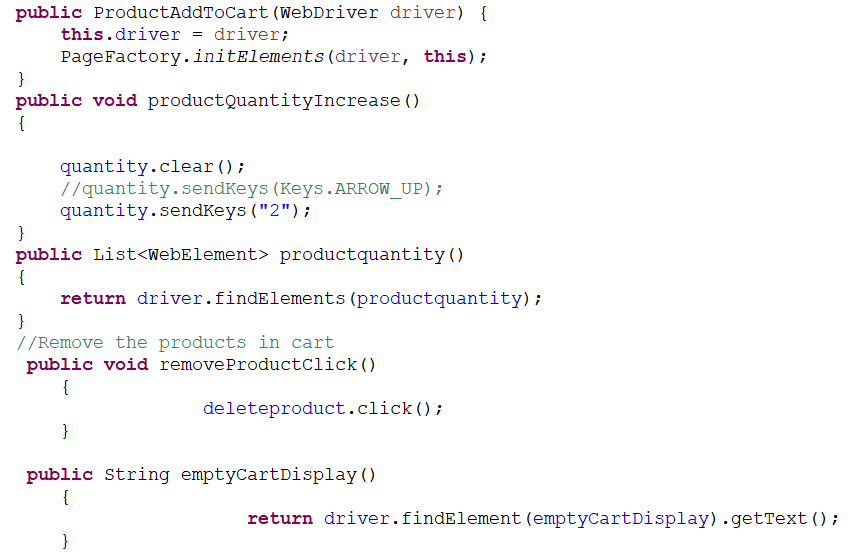 public ProductAddToCart(WebDriver driver) {
    this.driver = driver;
    PageFactory.initElements(driver, this);
}
public void productQuantityIncrease()
{
    quantity.clear();
    //quantity.sendKeys(Keys.ARROW_UP);
    quantity.sendKeys("2");
}
public List<WebElement> productquantity()
{
    return driver.findElements(productquantity);
}
//Remove the products in cart
 public void removeProductClick()
    {
                 deleteproduct.click();
    }
 public String emptyCartDisplay()
    {
                     return driver.findElement(emptyCartDisplay).getText();
    }